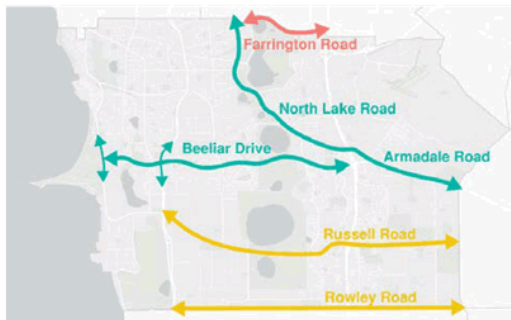 Farrington Road
North Lake Road
Beeliar Drive
Armadale Road
Russell Road
Rowley Road